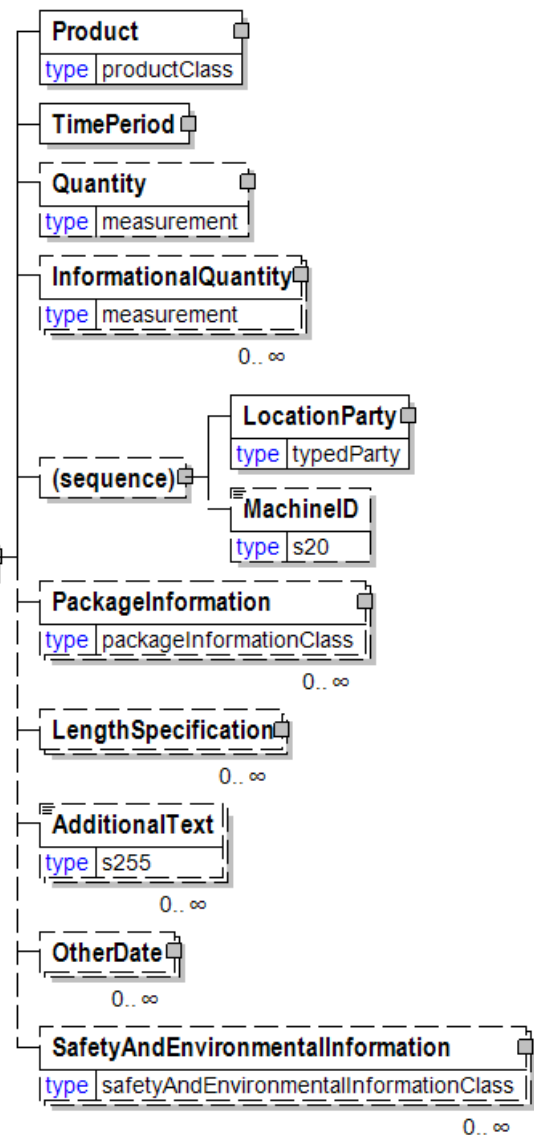 Product
type productClass
TimePeriod
Quantity
type measurement
InformationalQuantity
type measurement
0.. ∞
LocationParty
type typedParty
(sequence)
MachineID
type s20
PackageInformation
type packageInformationClass
0.. ∞
LengthSpecification
0.. ∞
AdditionalText
type s255
0.. ∞
OtherDate
0.. ∞
SafetyAndEnvironmentalInformation
type safetyAndEnvironmentalInformationClass
0.. ∞